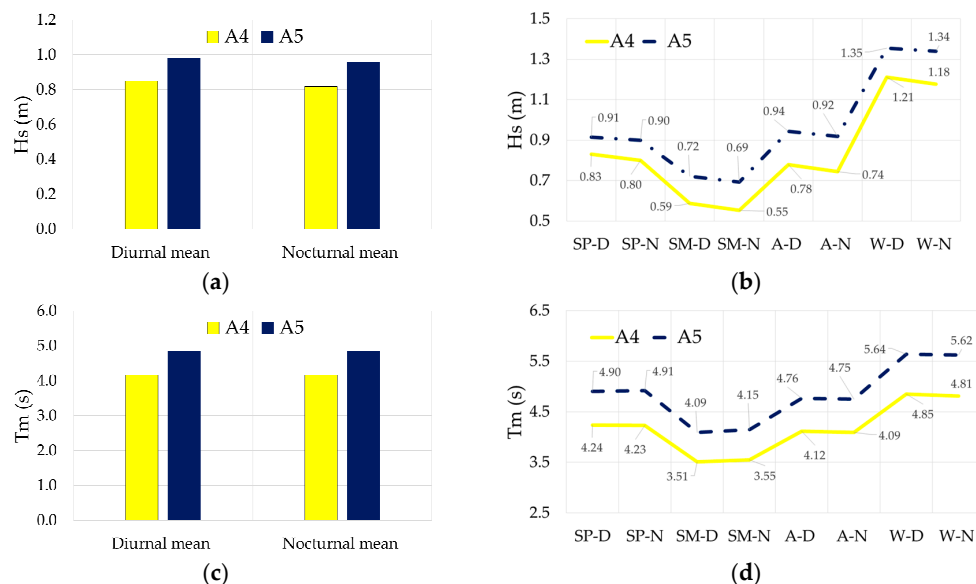 1.2
1.0
0.8
0.6
0.4
0.2
0.0
Hs (m)
A4 A5
Diurnal mean Nocturnal mean
(a)
1.5
1.3
1.1
0.9
0.7
0.5
Hs (m)
A4 A5
0.91 0.90 0.72 0.69 0.94 0.92 1.35 1.34
0.83 0.80 0.59 0.55 0.78 0.74 1.21 1.18
SP-D SP-N SM-D SM-N A-D A-N W-D W-N
(b)
6.0
5.0
4.0
3.0
2.0
1.0
0.0
Tm (s)
A4 A5
Diurnal mean Nocturnal mean
(c)
6.5
5.5
4.5
3.5
2.5
Tm (s)
A4 A5
4.90 4.91 4.09 4.15 4.76 4.75 5.64 5.62
4.24 4.23 3.51 3.55 4.12 4.09 4.85 4.81
SP-D SP-N SM-D SM-N A-D A-N W-D W-N
(d)